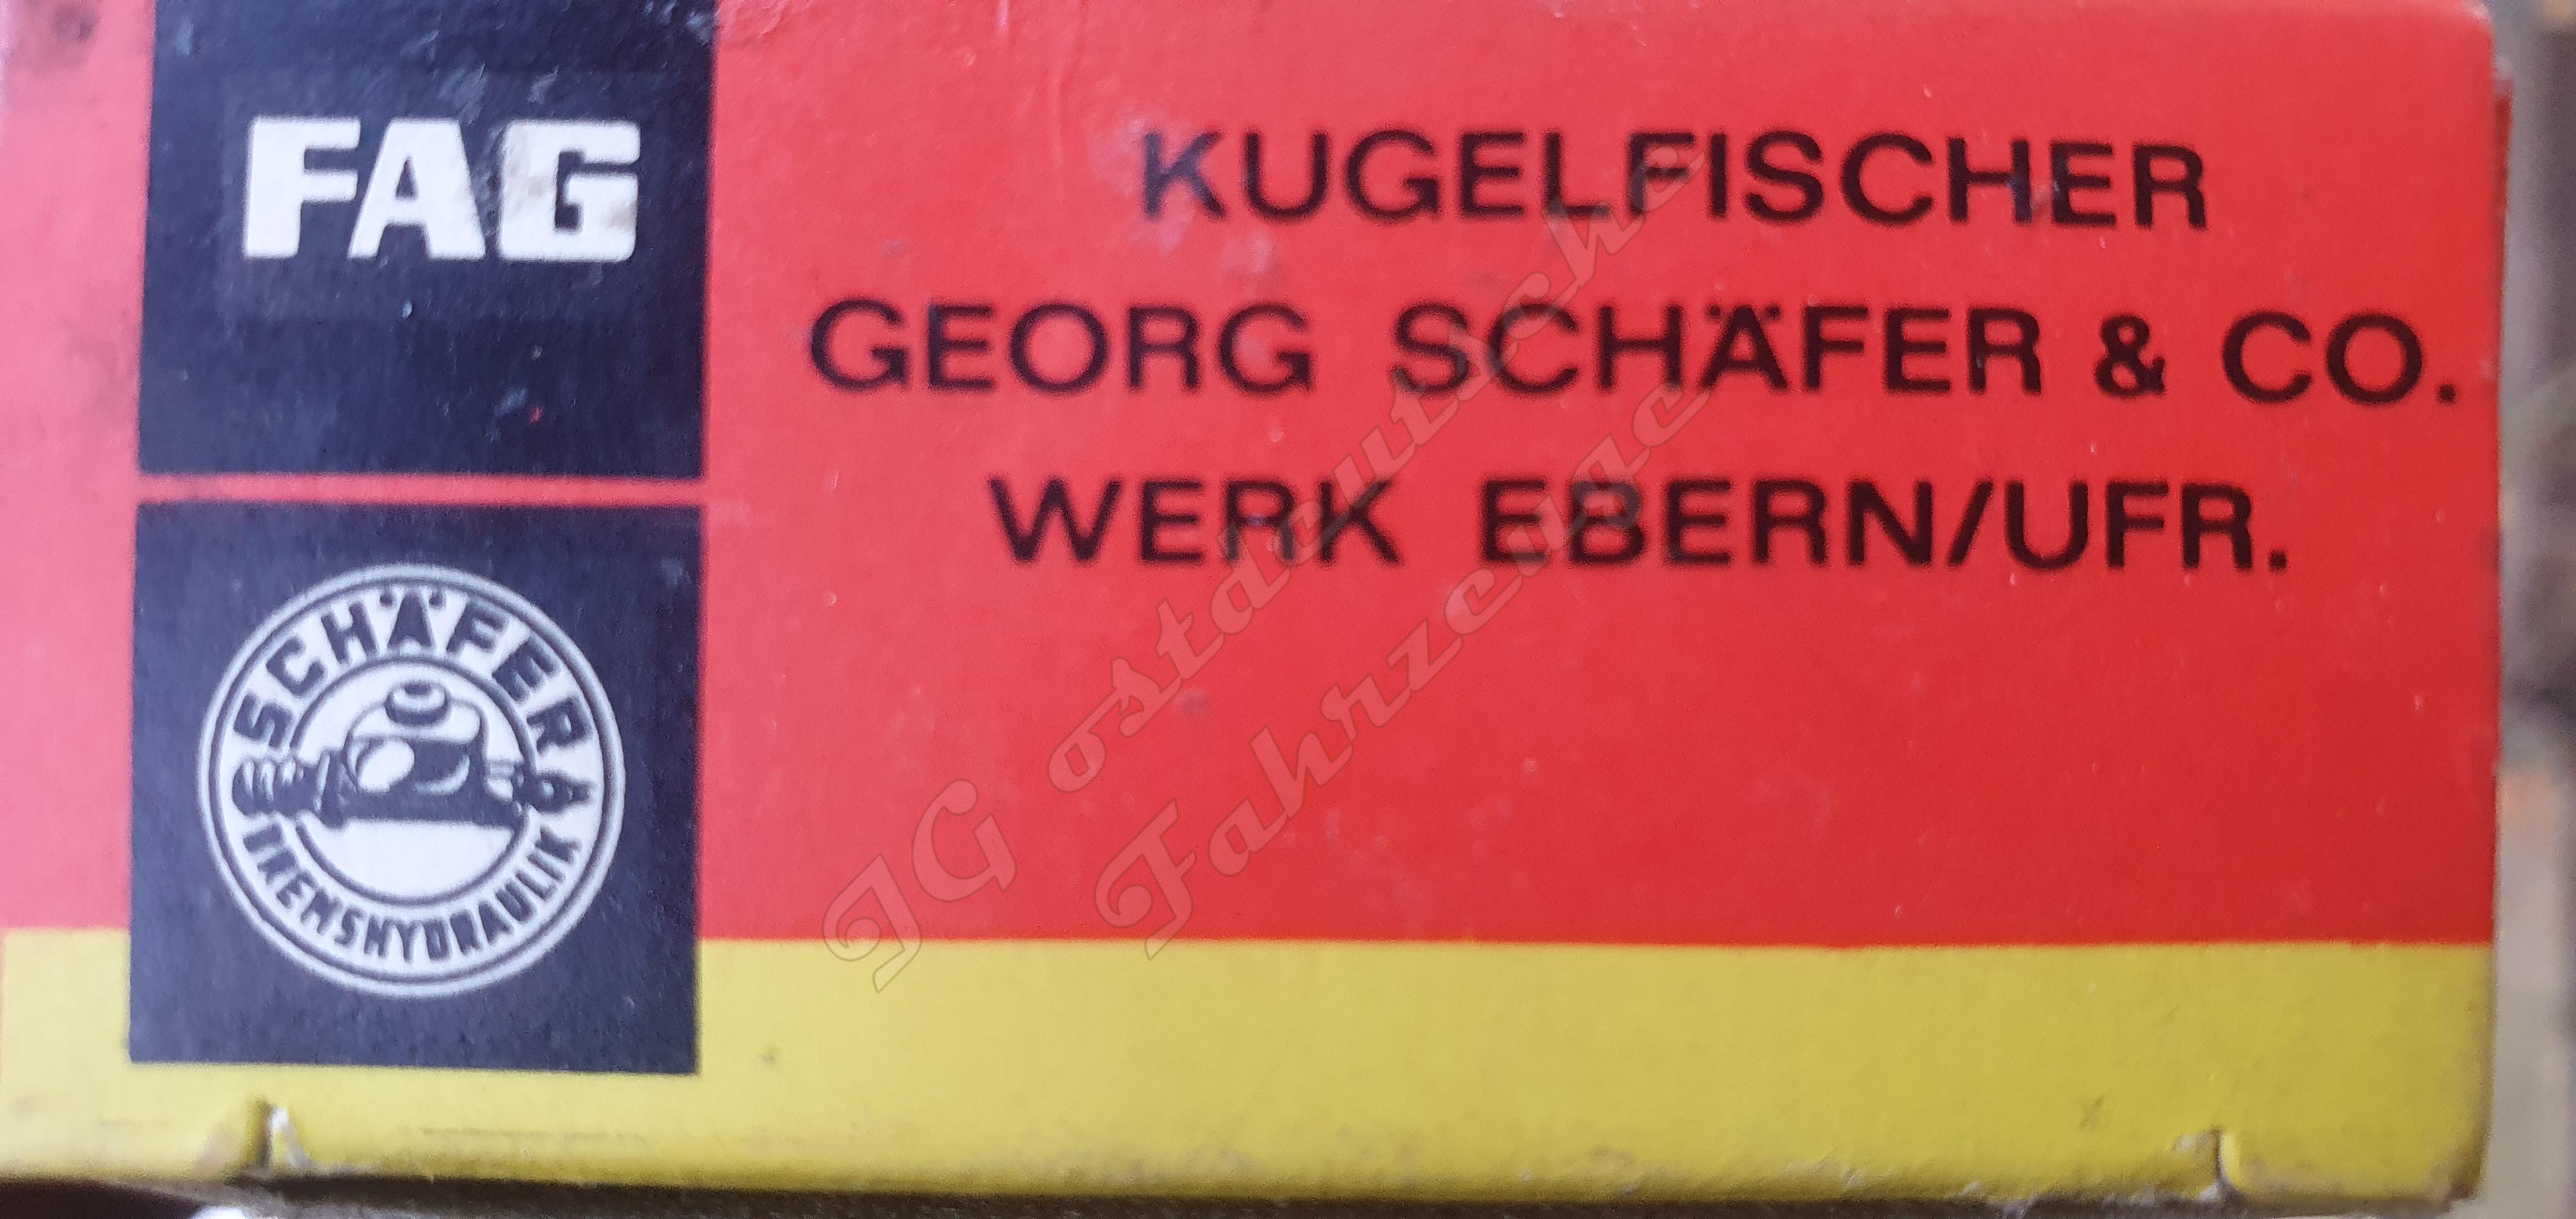 FAG
KUGELFISCHER
GEORG SCHÄFER & CO.
WERK EBERN/UFR.
SCHÄFER
BREMSHYDRAULIK
IG ostdeutsche
Fahrzeuge